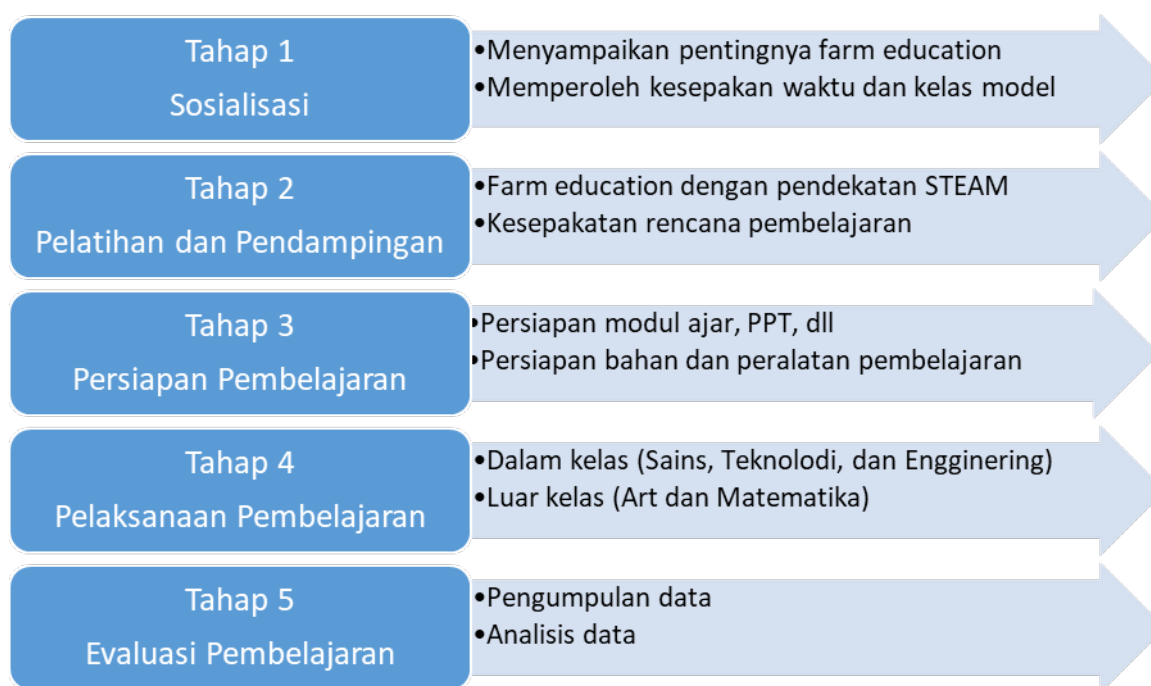 Tahap 1
Sosialisasi
•Menyampaikan pentingnya farm education
•Memperoleh kesepakan waktu dan kelas model
Tahap 2
Pelatihan dan Pendampingan
•Farm education dengan pendekatan STEAM
•Kesepakatan rencana pembelajaran
Tahap 3
Persiapan Pembelajaran
•Persiapan modul ajar, PPT, dll
•Persiapan bahan dan peralatan pembelajaran
Tahap 4
Pelaksanaan Pembelajaran
•Dalam kelas (Sains, Teknolodi, dan Engginering)
•Luar kelas (Art dan Matematika)
Tahap 5
Evaluasi Pembelajaran
•Pengumpulan data
•Analisis data